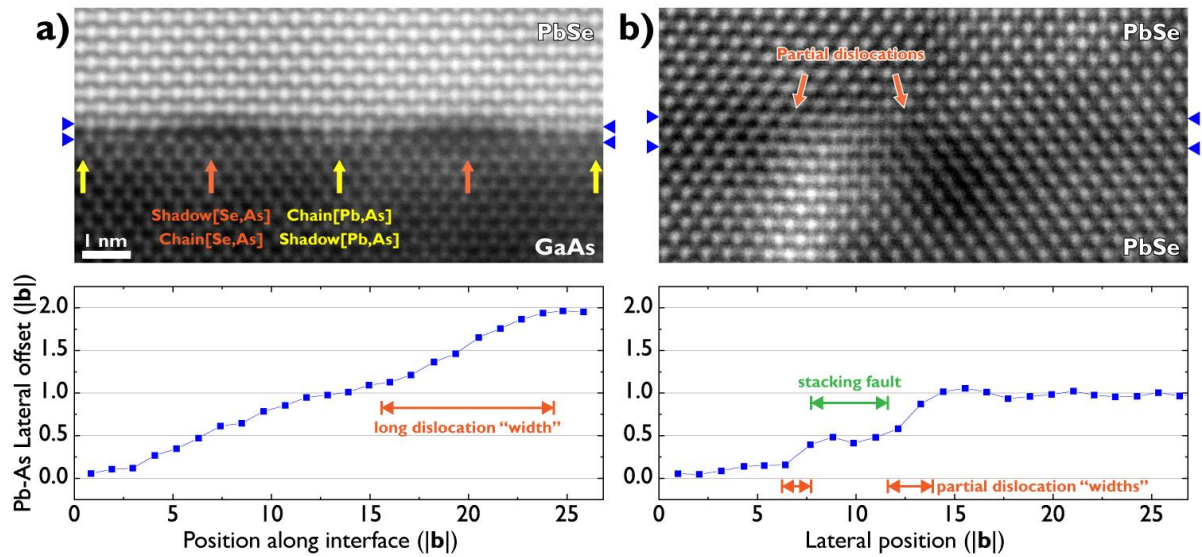 a)
PbSe
Shadow[Se,As]
Chain[Pb,As]
Chain[Se,As]
Shadow[Pb,As]
1 nm
GaAs
b)
PbSe
Partial dislocations
PbSe
Pb-As Lateral offset (|b|)
2.0
1.5
1.0
0.5
0.0
long dislocation “width”
0
5
10
15
20
25
Position along interface (|b|)
2.0
1.5
1.0
0.5
0.0
stacking fault
partial dislocation “widths”
0
5
10
15
20
25
Lateral position (|b|)